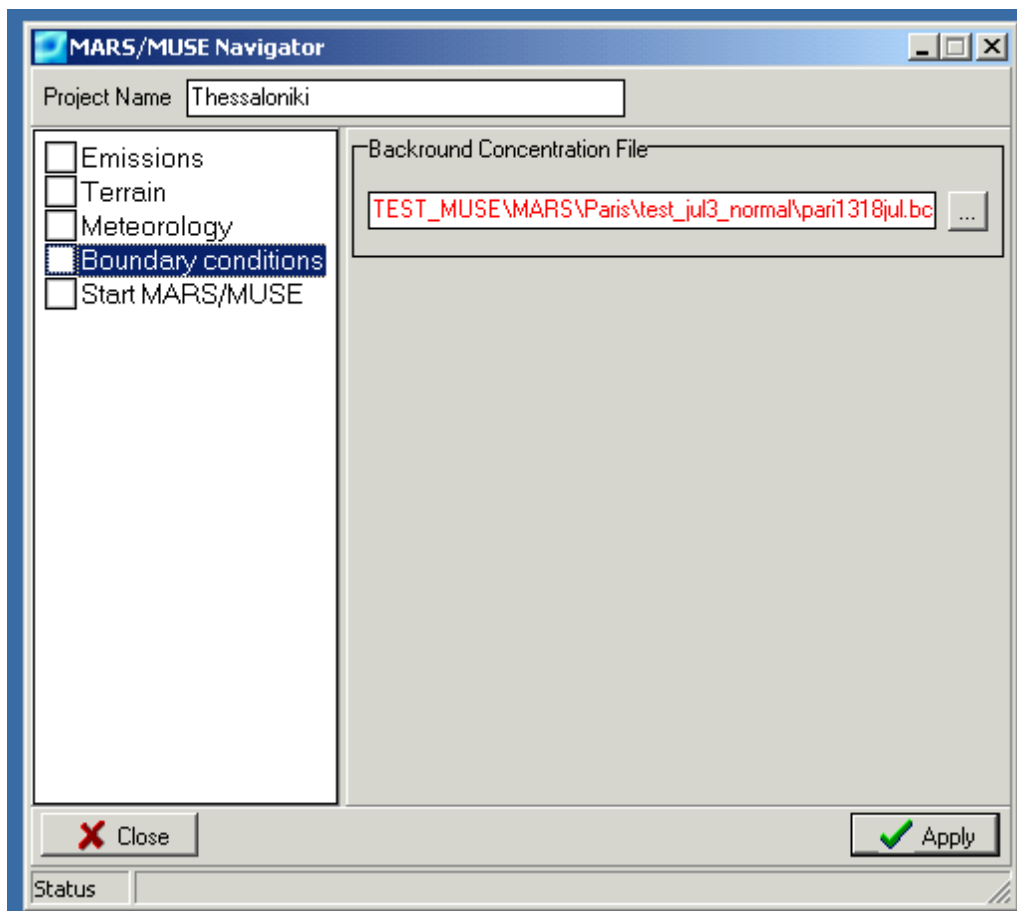 MARS/MUSE Navigator
Project Name Thessaloniki
Emissions
Terrain
Meteorology
Boundary conditions
Start MARS/MUSE
Backround Concentration File
TEST_MUSE\MARS\Paris\test_jul3_normal\pari1318jul.bc ...
Close
Apply
Status